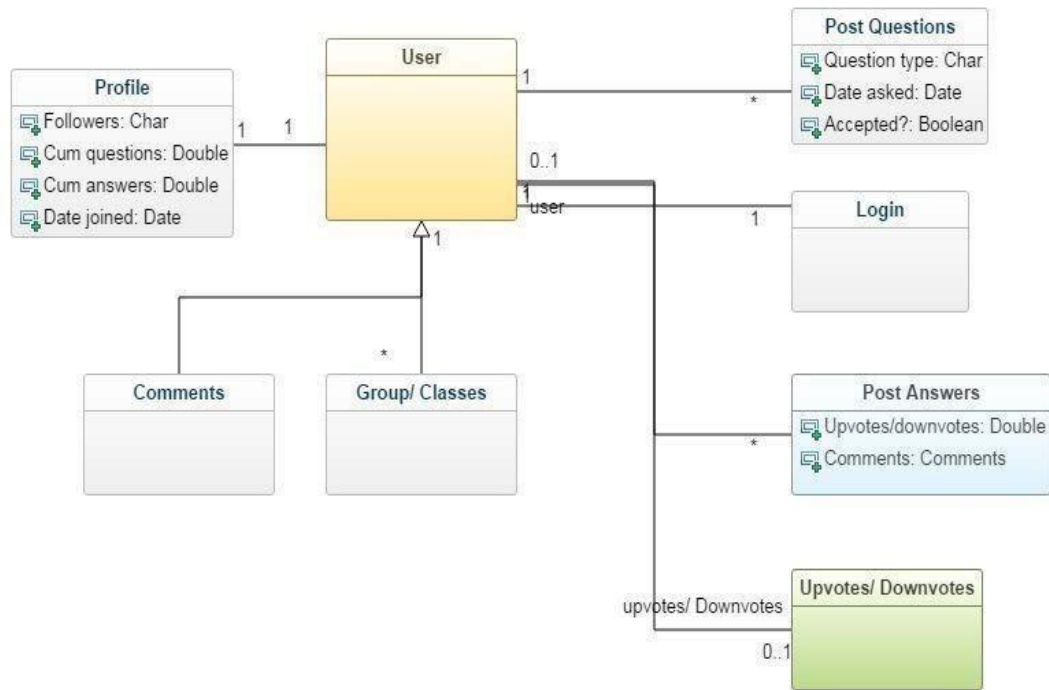 Post Questions
Question type: Char
Date asked: Date
Accepted?: Boolean
User
Profile
Followers: Char
Cum questions: Double
Cum answers: Double
Date joined: Date
1
1
1
*
0..1
1
user
1
Login
1
*
Comments
Group/ Classes
Post Answers
Upvotes/downvotes: Double
Comments: Comments
*
Upvotes/ Downvotes
upvotes/ Downvotes
0..1